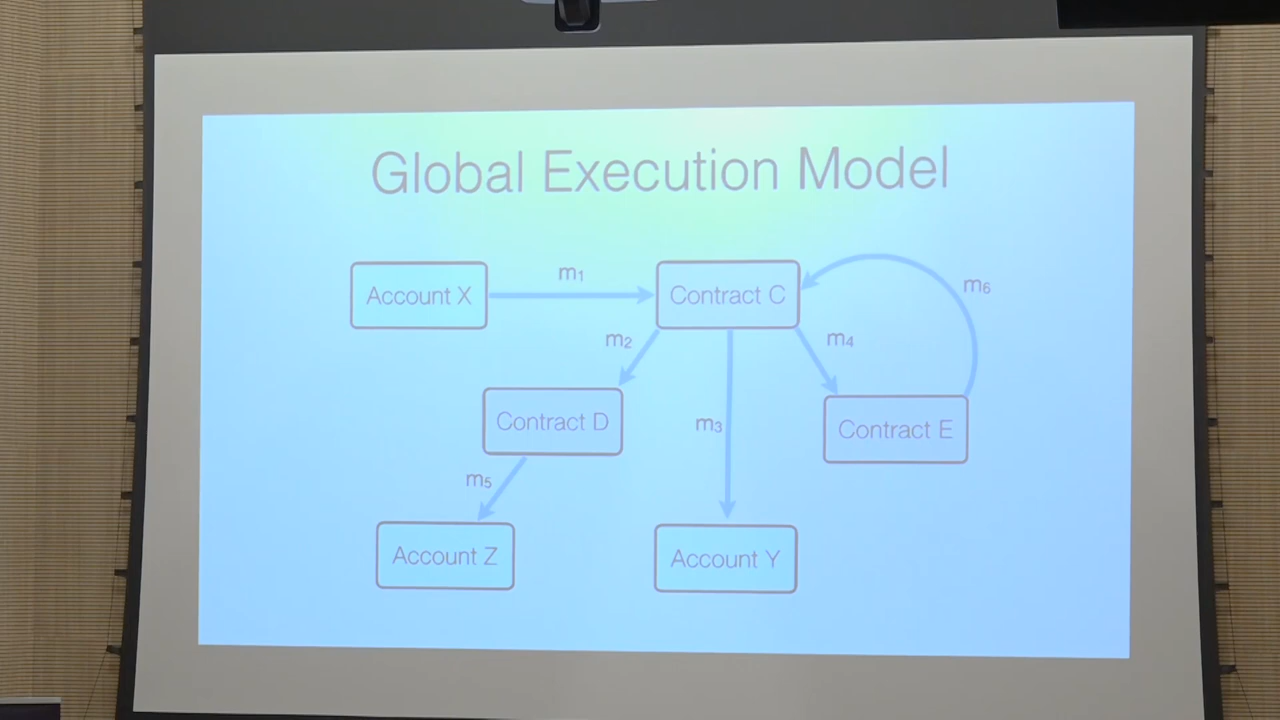 Global Execution Model
Account X
m₁
Contract C
m₆
m₂
m₄
Contract D
m₃
Contract E
m₅
Account Z
Account Y